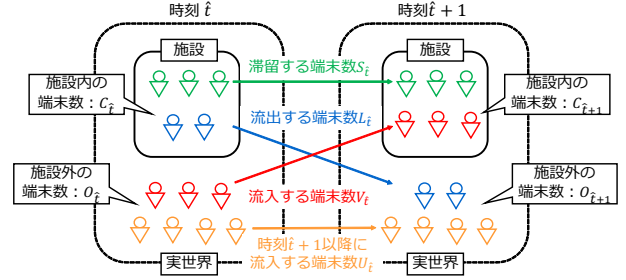 時刻 t̂
時刻t̂+1
施設
施設
滞留する端末数S_t̂
施設内の
端末数：C_t̂
流出する端末数L_t̂
施設内の
端末数：C_t̂+1
施設外の
端末数：O_t̂
流入する端末数V_t̂
施設外の
端末数：O_t̂+1
時刻t̂+1以降に
流入する端末数U_t̂
実世界
実世界